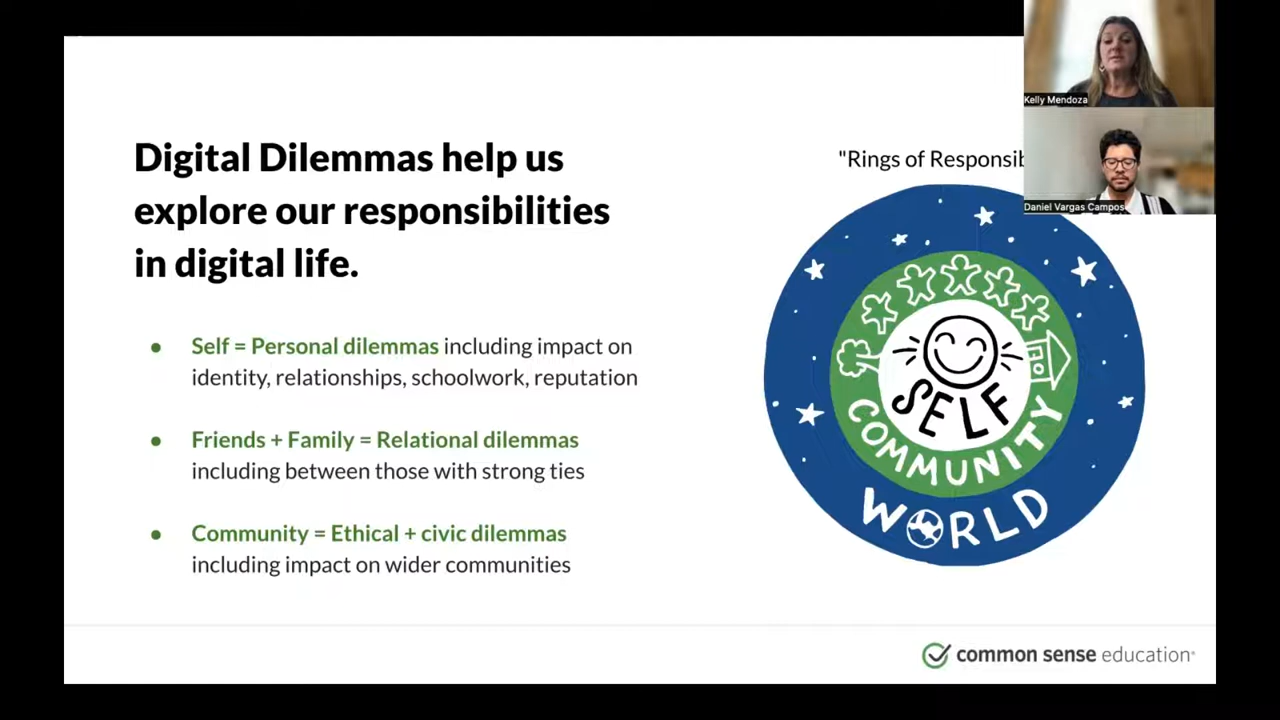 Digital Dilemmas help us
explore our responsibilities
in digital life.
● Self = Personal dilemmas including impact on
identity, relationships, schoolwork, reputation
● Friends + Family = Relational dilemmas
including between those with strong ties
● Community = Ethical + civic dilemmas
including impact on wider communities
"Rings of Responsib
SELF
COMMUNITY
WORLD
Kelly Mendoza
Daniel Vargas Campos
common sense education